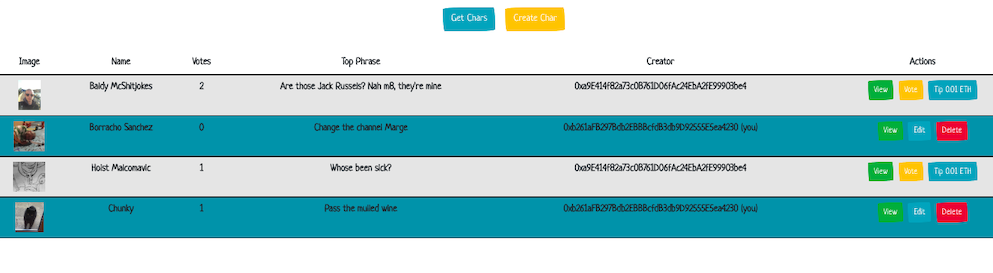 Get Chars Create Char
Image Name Votes Top Phrase Creator Actions
Baldy McShitjokes 2 Are those Jack Russels? Nah m8, they're mine 0xa9E414f82a73c0B761D06fAc24EbA2fE99903be4 View Vote Tip 0.01 ETH
Borracho Sanchez 0 Change the channel Marge 0xb261aFB297Bdb2EBBBcfdB3db9D92555E5ea4230 (you) View Edit Delete
Hoist Malcomavic 1 Whose been sick? 0xa9E414f82a73c0B761D06fAc24EbA2fE99903be4 View Vote Tip 0.01 ETH
Chunky 1 Pass the mulled wine 0xb261aFB297Bdb2EBBBcfdB3db9D92555E5ea4230 (you) View Edit Delete